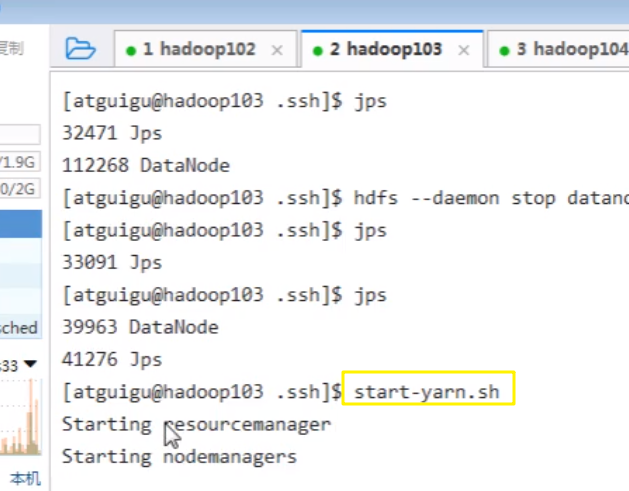 复制
1 hadoop102 ×
2 hadoop103 ×
3 hadoop104
[atguigu@hadoop103 .ssh]$ jps
32471 Jps
/1.9G
112268 DataNode
0/2G
[atguigu@hadoop103 .ssh]$ hdfs --daemon stop datano
[atguigu@hadoop103 .ssh]$ jps
33091 Jps
[atguigu@hadoop103 .ssh]$ jps
39963 DataNode
sched
41276 Jps
s33
[atguigu@hadoop103 .ssh]$ start-yarn.sh
Starting resourcemanager
Starting nodemanagers
本机